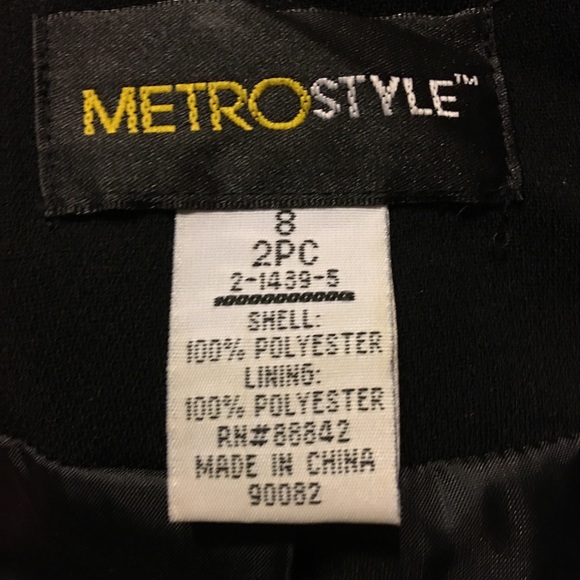 METROSTYLE™
8
2PC
2-1439-5
SHELL:
100% POLYESTER
LINING:
100% POLYESTER
RN#88842
MADE IN CHINA
90082